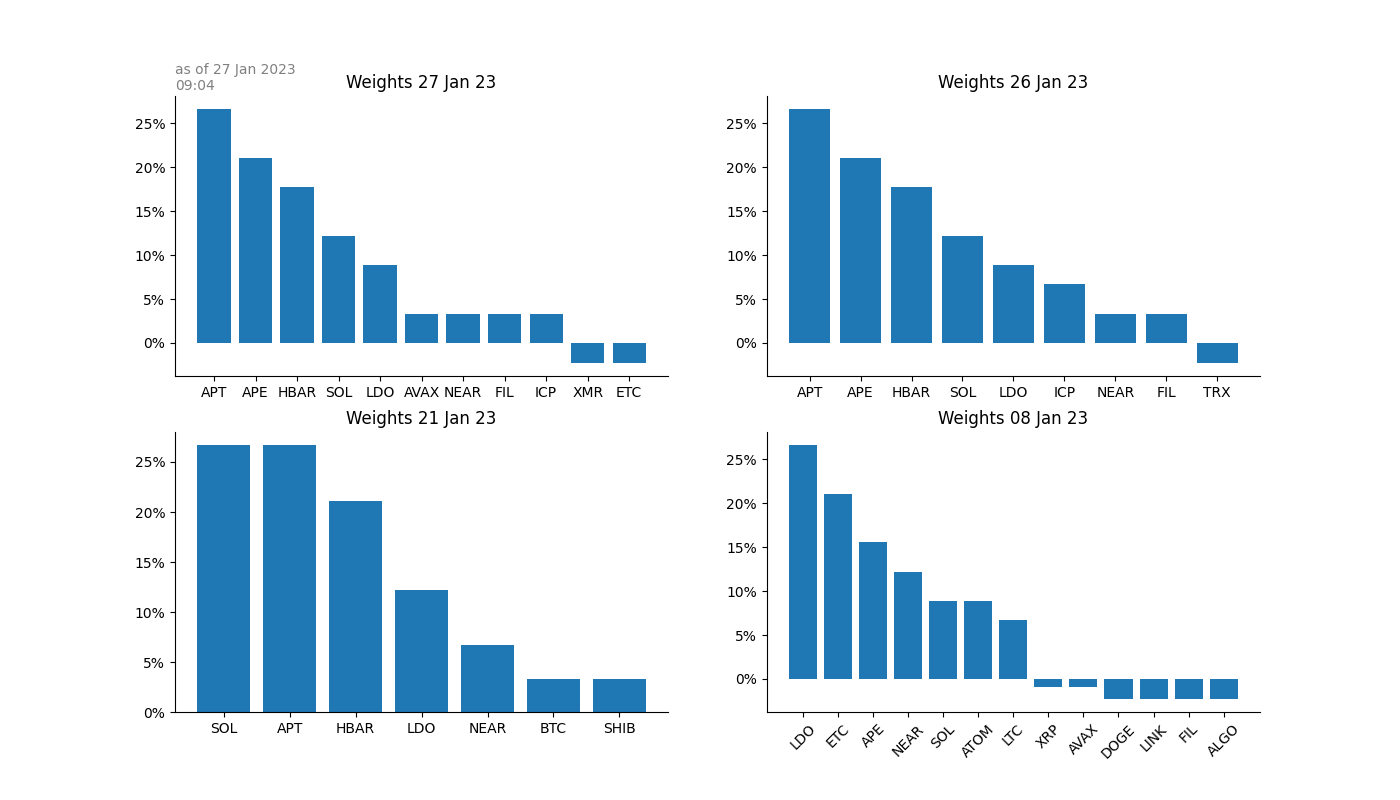 as of 27 Jan 2023
09:04
Weights 27 Jan 23
25%
20%
15%
10%
5%
0%
APT APE HBAR SOL LDO AVAX NEAR FIL ICP XMR ETC
Weights 26 Jan 23
25%
20%
15%
10%
5%
0%
APT APE HBAR SOL LDO ICP NEAR FIL TRX
Weights 21 Jan 23
25%
20%
15%
10%
5%
0%
SOL APT HBAR LDO NEAR BTC SHIB
Weights 08 Jan 23
25%
20%
15%
10%
5%
0%
LDO ETC APE NEAR SOL ATOM LTC XRP AVAX DOGE LINK FIL ALGO